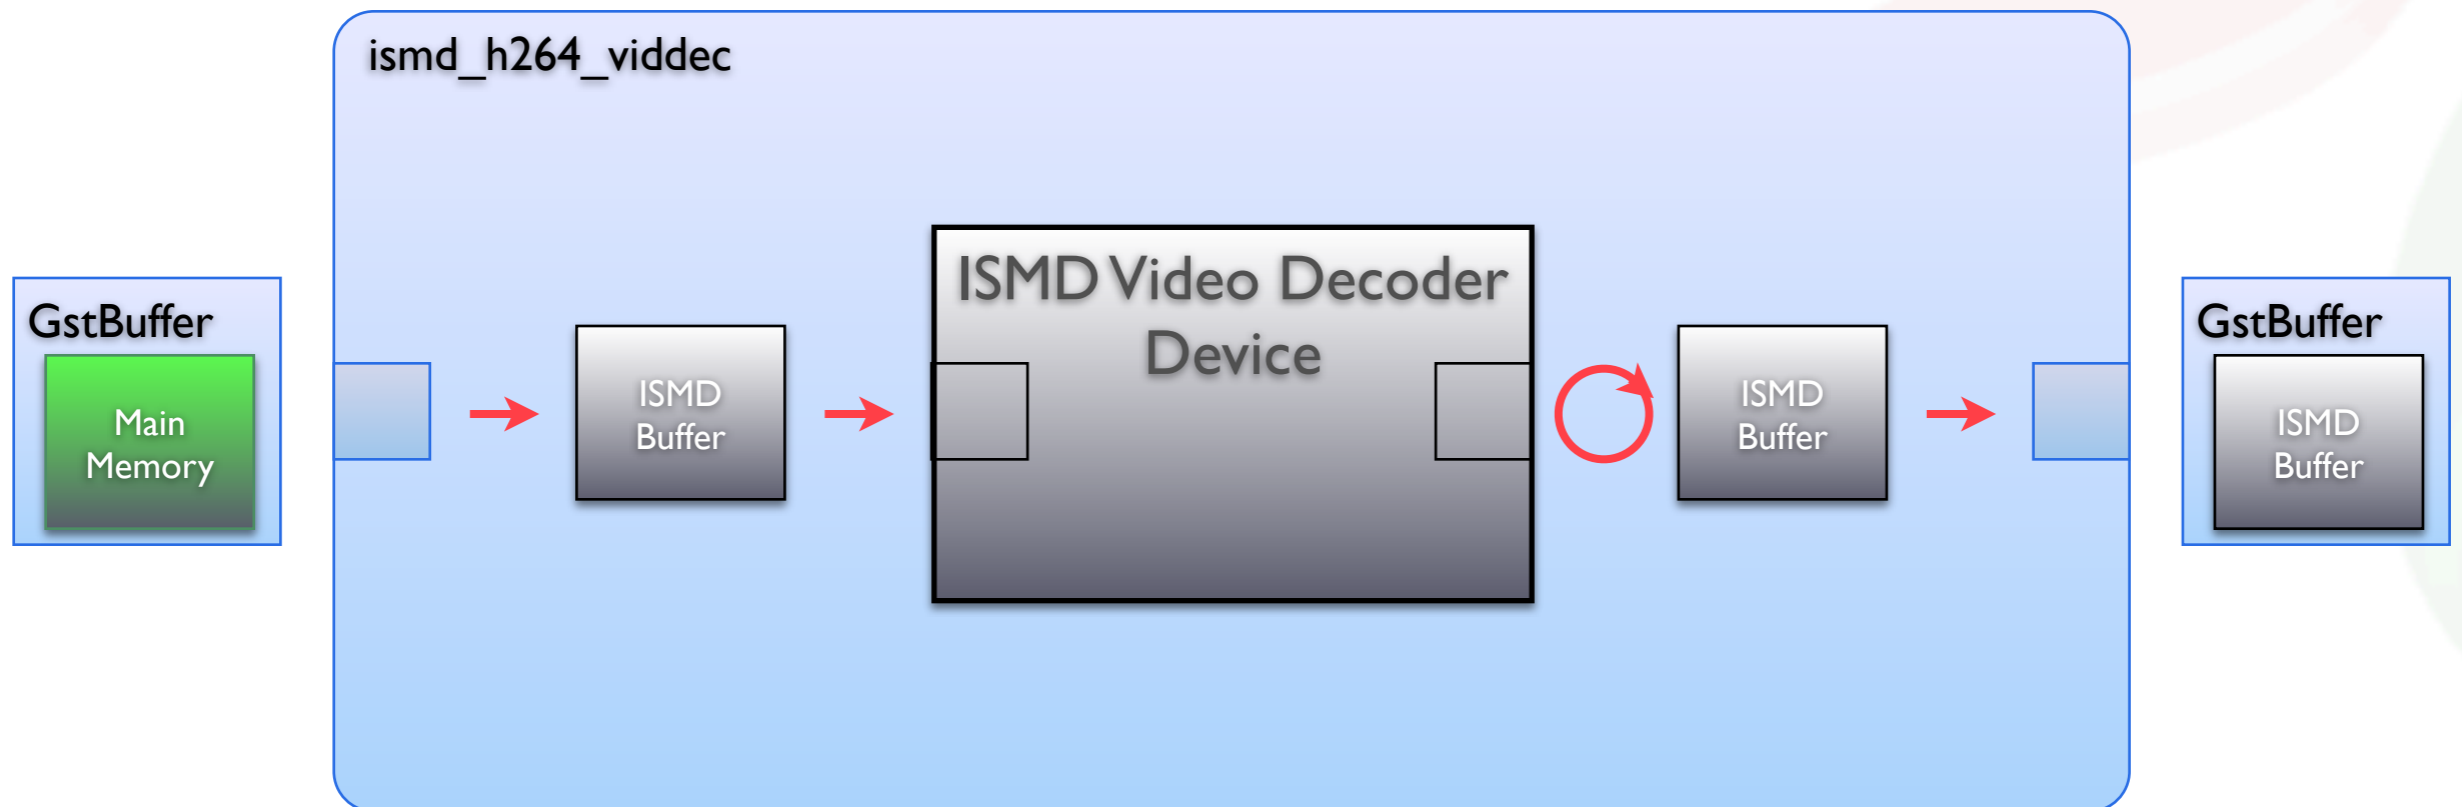 ismd_h264_viddec
GstBuffer
Main
Memory
ISMD
Buffer
ISMD Video Decoder
Device
ISMD
Buffer
GstBuffer
ISMD
Buffer